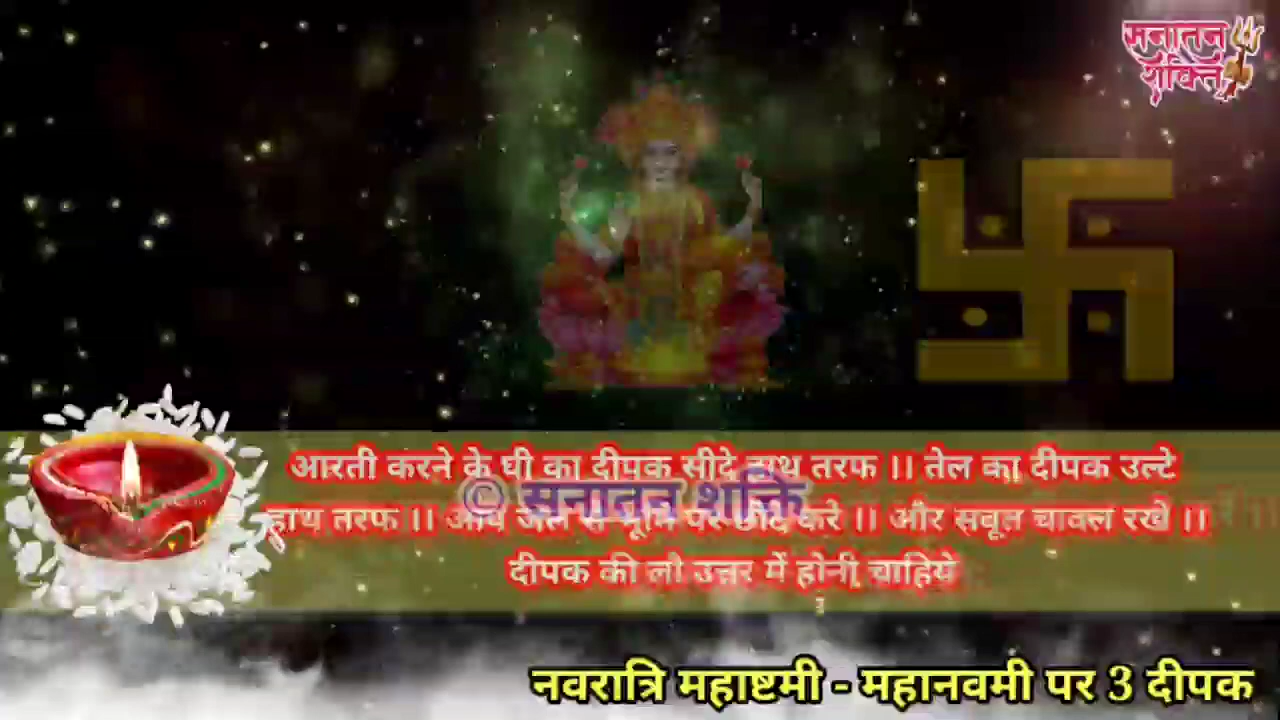 सनातन
शक्ति
आरती करने के घी का दीपक सीदे हाथ तरफ ।। तेल का दीपक उल्टे
© सनातन शक्ति
हाथ तरफ ।। आप जल से भूमि पर छीटे करे ।। और सबूत चावल रखे ।।
दीपक की लौ उत्तर में होनी चाहिये
नवरात्रि महाष्टमी - महानवमी पर 3 दीपक